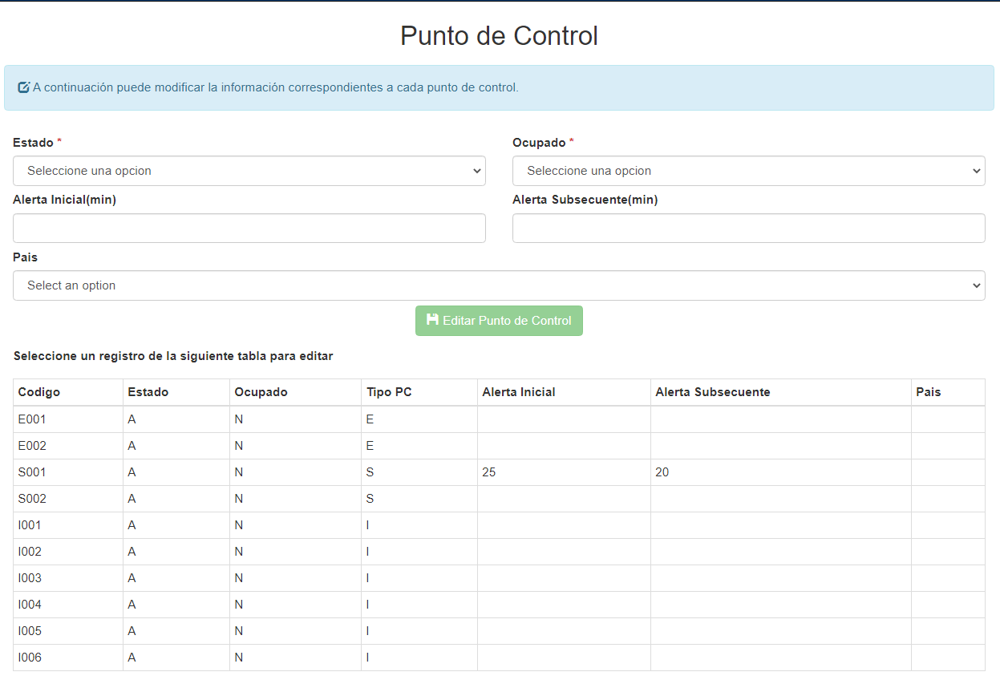 Punto de Control
A continuación puede modificar la información correspondientes a cada punto de control.
Estado * Ocupado *
Seleccione una opcion Seleccione una opcion
Alerta Inicial(min) Alerta Subsecuente(min)
Pais
Select an option
Editar Punto de Control
Seleccione un registro de la siguiente tabla para editar
Codigo Estado Ocupado Tipo PC Alerta Inicial Alerta Subsecuente Pais
E001 A N E
E002 A N E
S001 A N S 25 20
S002 A N S
I001 A N I
I002 A N I
I003 A N I
I004 A N I
I005 A N I
I006 A N I